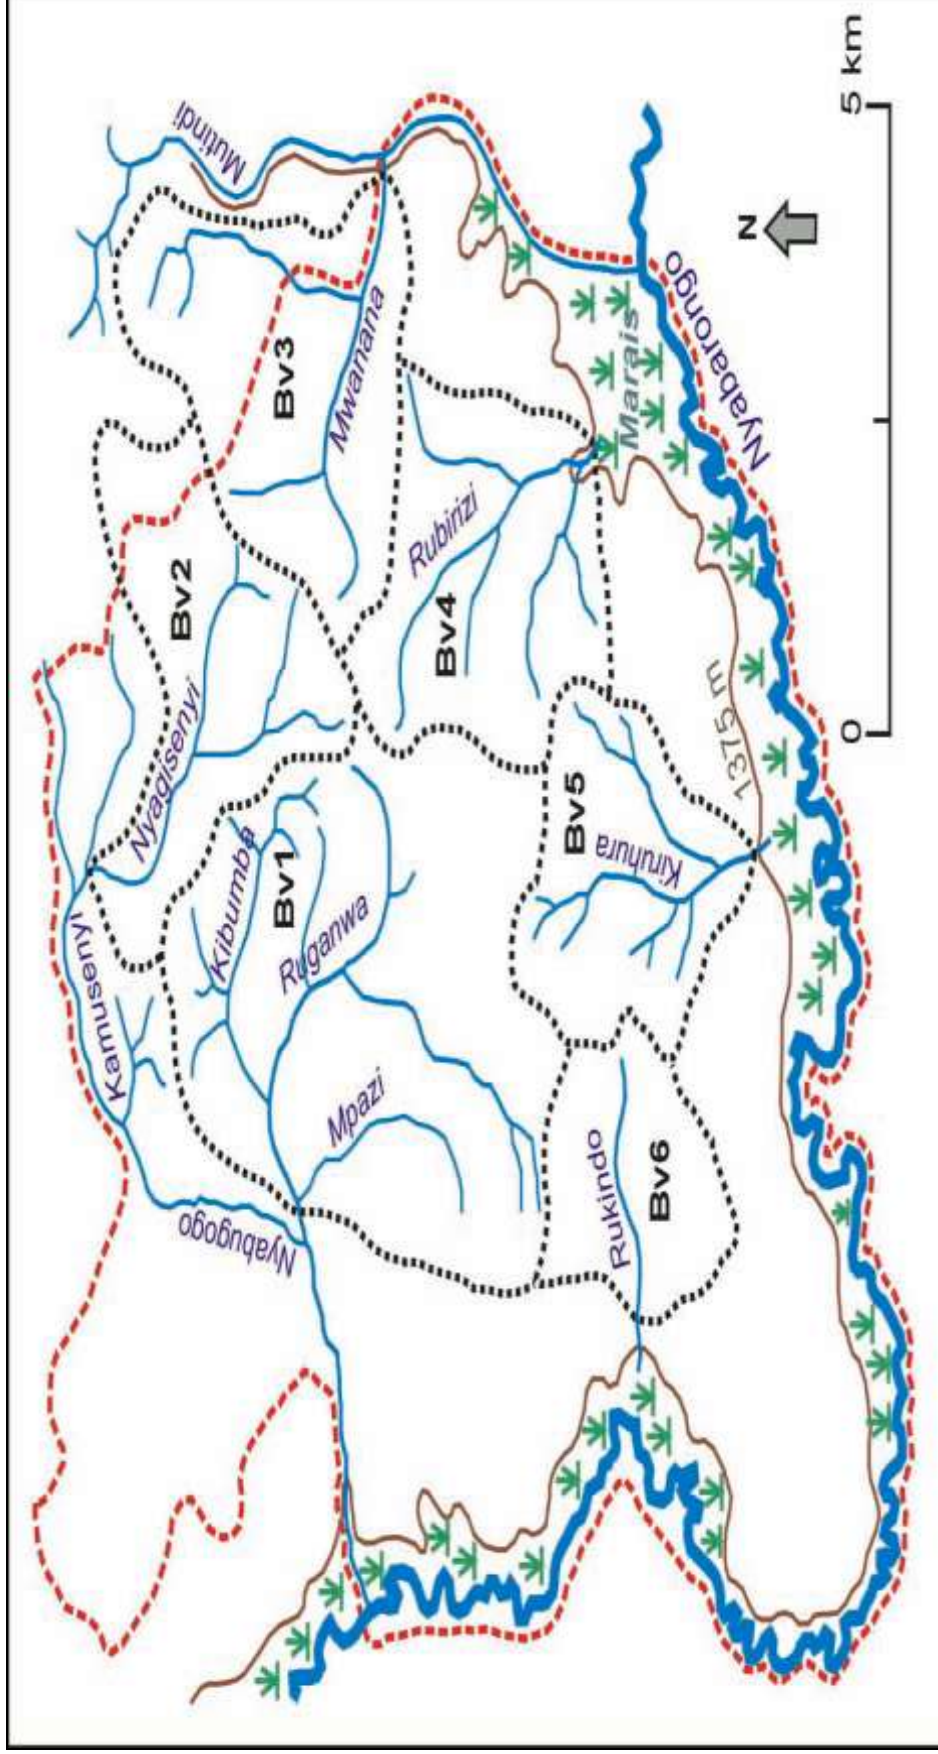 Mutindi
Bv3
Mwanana
Bv2
Nyagisenyi
Kamusenyi
Kibumba
Bv1
Ruganwa
Mpazi
Nyabugogo
Rubirizi
Bv4
Bv5
Kiruhura
Rukindo
Bv6
Marais
Nyabarongo
1375 m
N
0
5 km